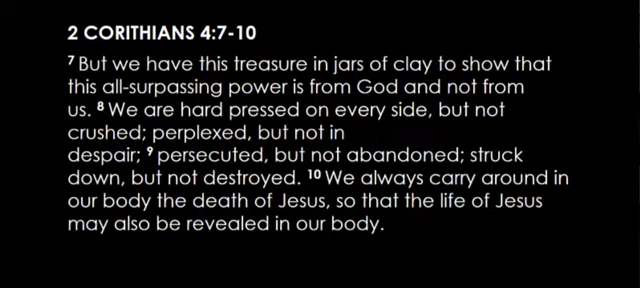 2 CORITHIANS 4:7-10
7 But we have this treasure in jars of clay to show that
this all-surpassing power is from God and not from
us. 8 We are hard pressed on every side, but not
crushed; perplexed, but not in
despair; 9 persecuted, but not abandoned; struck
down, but not destroyed. 10 We always carry around in
our body the death of Jesus, so that the life of Jesus
may also be revealed in our body.